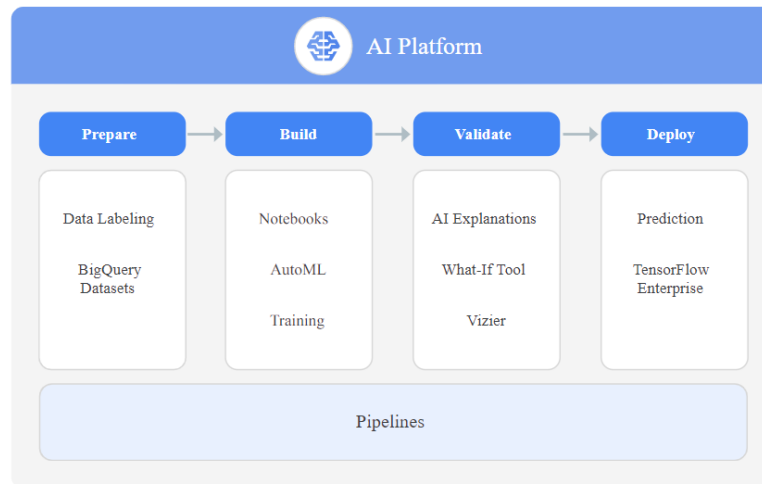 AI Platform
Prepare
Build
Validate
Deploy
Data Labeling
BigQuery
Datasets
Notebooks
AutoML
Training
AI Explanations
What-If Tool
Vizier
Prediction
TensorFlow
Enterprise
Pipelines